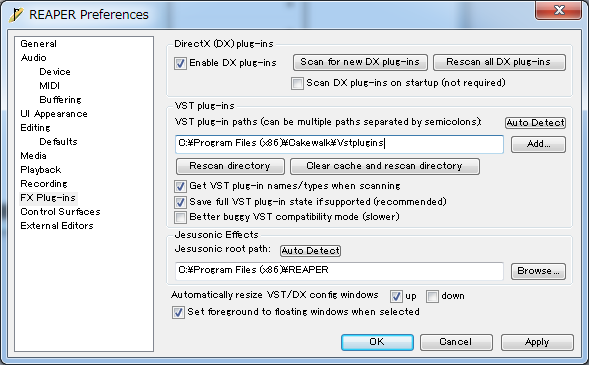 REAPER Preferences
General
Audio
Device
MIDI
Buffering
UI Appearance
Editing
Defaults
Media
Playback
Recording
FX Plug-ins
Control Surfaces
External Editors
DirectX (DX) plug-ins
Enable DX plug-ins
Scan for new DX plug-ins
Rescan all DX plug-ins
Scan DX plug-ins on startup (not required)
VST plug-ins
VST plug-in paths (can be multiple paths separated by semicolons):
Auto Detect
C:¥Program Files (x86)¥Cakewalk¥Vstplugins
Add...
Rescan directory
Clear cache and rescan directory
Get VST plug-in names/types when scanning
Save full VST plug-in state if supported (recommended)
Better buggy VST compatibility mode (slower)
Jesusonic Effects
Jesusonic root path:
Auto Detect
C:¥Program Files (x86)¥REAPER
Browse...
Automatically resize VST/DX config windows
up
down
Set foreground to floating windows when selected
OK
Cancel
Apply